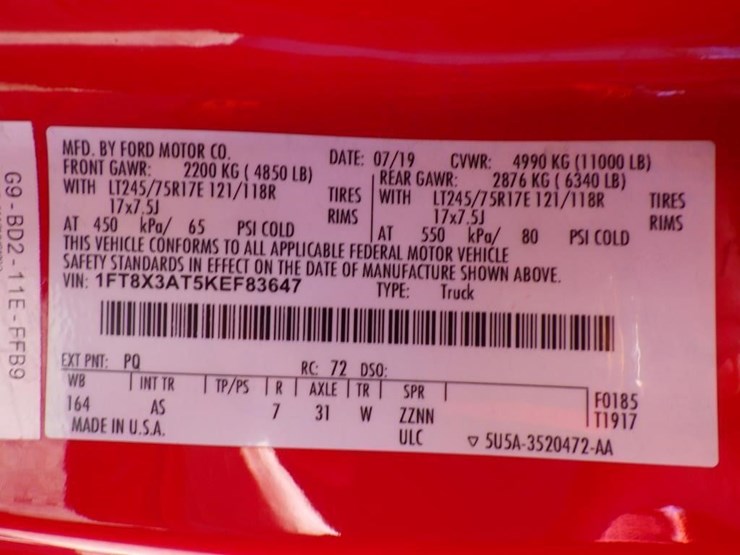 G9-BD2-11E-FFB9
MFD. BY FORD MOTOR CO. DATE: 07/19 CVWR: 4990 KG (11000 LB)
FRONT GAWR: 2200 KG ( 4850 LB) REAR GAWR: 2876 KG ( 6340 LB)
WITH LT245/75R17E 121/118R TIRES WITH LT245/75R17E 121/118R TIRES
17x7.5J RIMS 17x7.5J RIMS
AT 450 kPa/ 65 PSI COLD AT 550 kPa/ 80 PSI COLD
THIS VEHICLE CONFORMS TO ALL APPLICABLE FEDERAL MOTOR VEHICLE
SAFETY STANDARDS IN EFFECT ON THE DATE OF MANUFACTURE SHOWN ABOVE.
VIN: 1FT8X3AT5KEF83647 TYPE: Truck
EXT PNT: PQ RC: 72 DSO:
WB INT TR TP/PS R AXLE TR SPR F0185
164 AS 7 31 W ZZNN T1917
MADE IN U.S.A. ULC ▽ 5U5A-3520472-AA